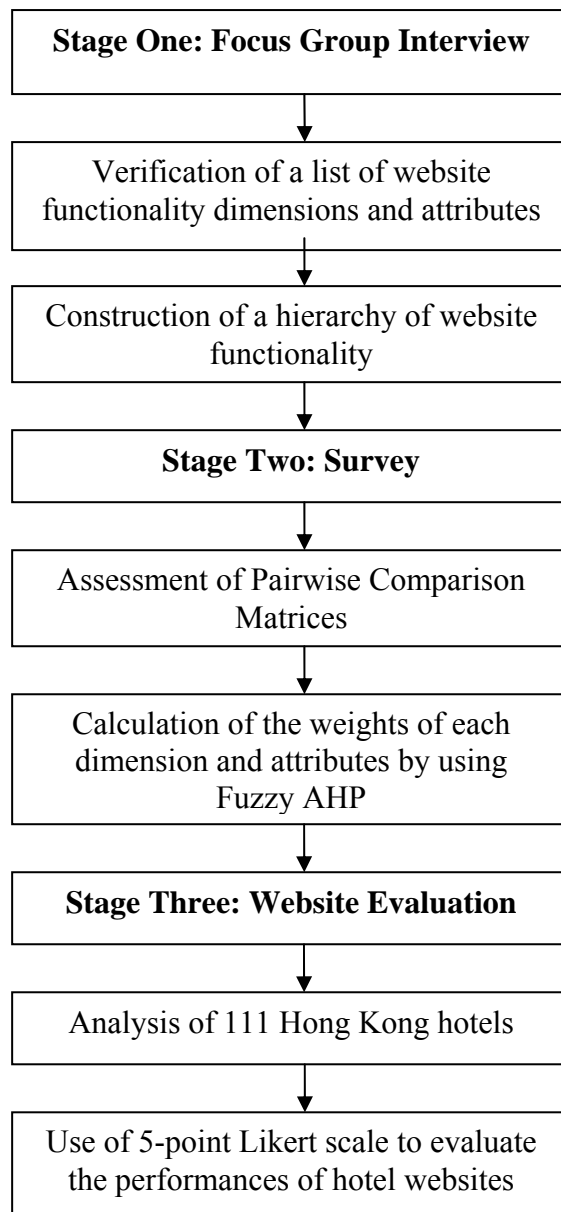 Stage One: Focus Group Interview
Verification of a list of website
functionality dimensions and attributes
Construction of a hierarchy of website
functionality
Stage Two: Survey
Assessment of Pairwise Comparison
Matrices
Calculation of the weights of each
dimension and attributes by using
Fuzzy AHP
Stage Three: Website Evaluation
Analysis of 111 Hong Kong hotels
Use of 5-point Likert scale to evaluate
the performances of hotel websites